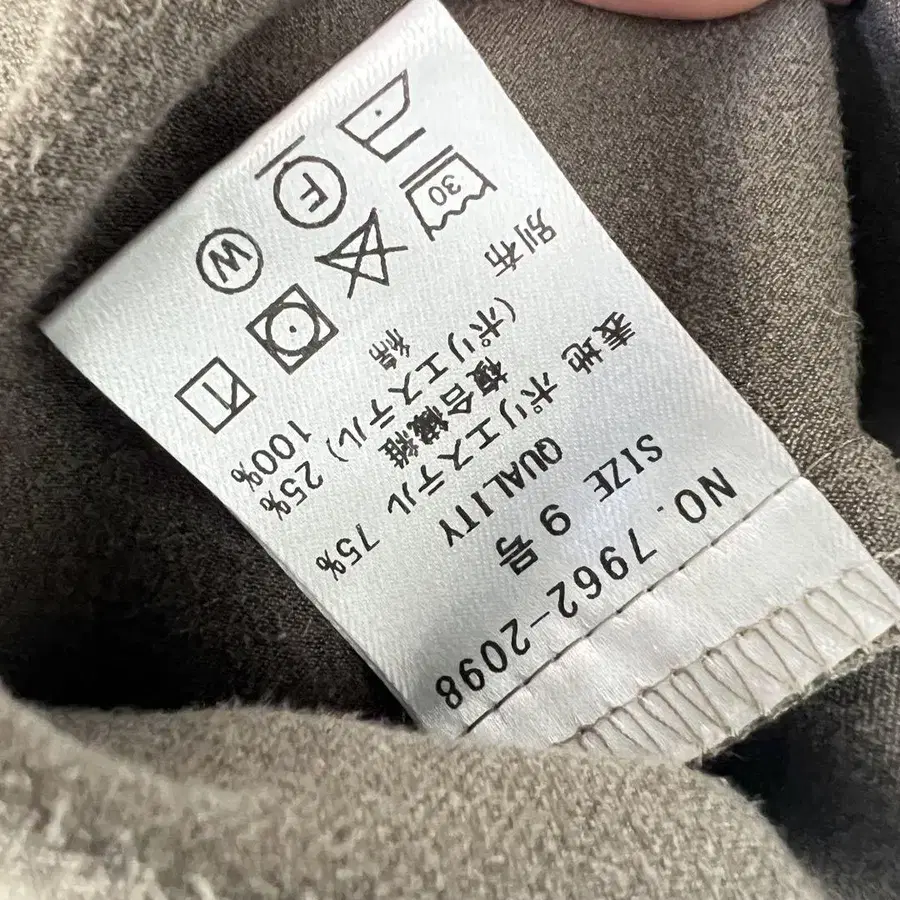 NO. 7962-2098
SIZE 9号
QUALITY
表地 ポリエステル 75%
複合繊維
(ポリエステル) 25%
別布 綿 100%
30
F W